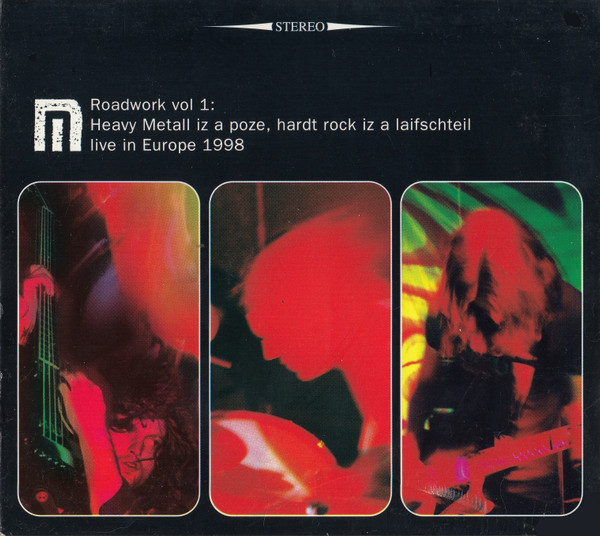 STEREO
Roadwork vol 1:
Heavy Metall iz a poze, hardt rock iz a laifschteil
live in Europe 1998